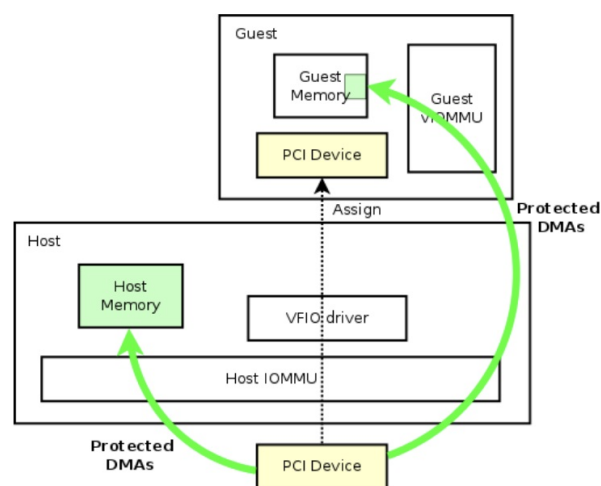 Guest
Guest
Memory
Guest
VIOMMU
PCI Device
Assign
Protected
DMAs
Host
Host
Memory
VFIO driver
Host IOMMU
Protected
DMAs
PCI Device